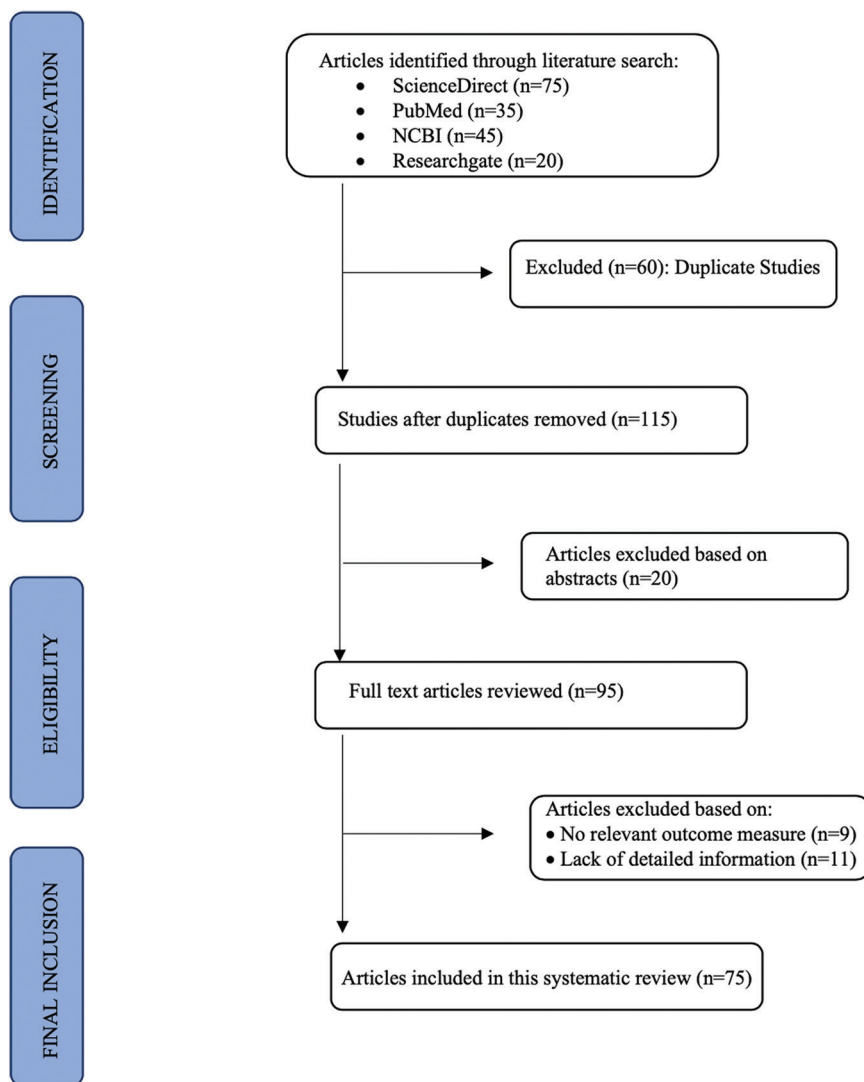 IDENTIFICATION
Articles identified through literature search:
• ScienceDirect (n=75)
• PubMed (n=35)
• NCBI (n=45)
• Researchgate (n=20)
Excluded (n=60): Duplicate Studies
SCREENING
Studies after duplicates removed (n=115)
Articles excluded based on
abstracts (n=20)
ELIGIBILITY
Full text articles reviewed (n=95)
Articles excluded based on:
• No relevant outcome measure (n=9)
• Lack of detailed information (n=11)
FINAL INCLUSION
Articles included in this systematic review (n=75)